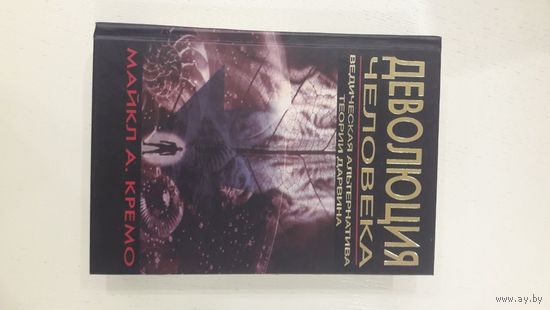 ДЕВОЛЮЦИЯ
ЧЕЛОВЕКА
ВЕДИЧЕСКАЯ АЛЬТЕРНАТИВА
ТЕОРИИ ДАРВИНА
МАЙКЛ А. КРЕМО
www.ay.by